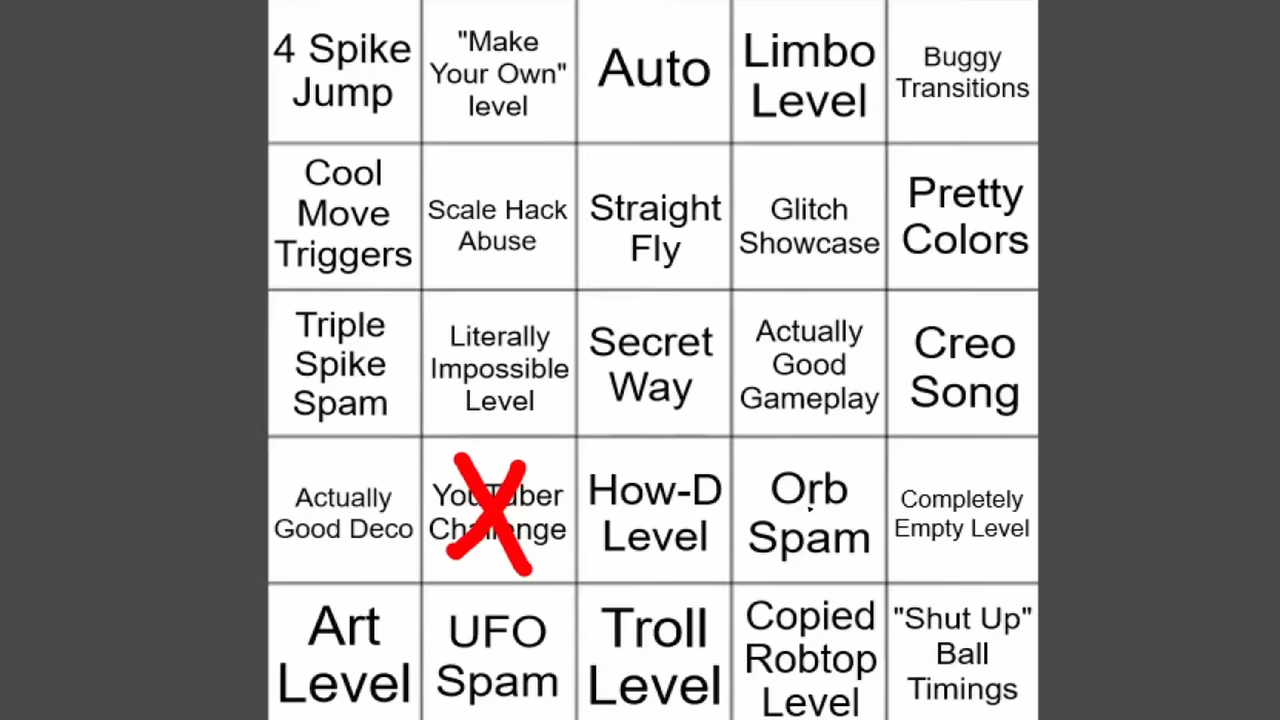 4 Spike
Jump
"Make
Your Own"
level
Auto
Limbo
Level
Buggy
Transitions
Cool
Move
Triggers
Scale Hack
Abuse
Straight
Fly
Glitch
Showcase
Pretty
Colors
Triple
Spike
Spam
Literally
Impossible
Level
Secret
Way
Actually
Good
Gameplay
Creo
Song
Actually
Good Deco
YouTuber
Challenge
How-D
Level
Orb
Spam
Completely
Empty Level
Art
Level
UFO
Spam
Troll
Level
Copied
Robtop
Level
"Shut Up"
Ball
Timings